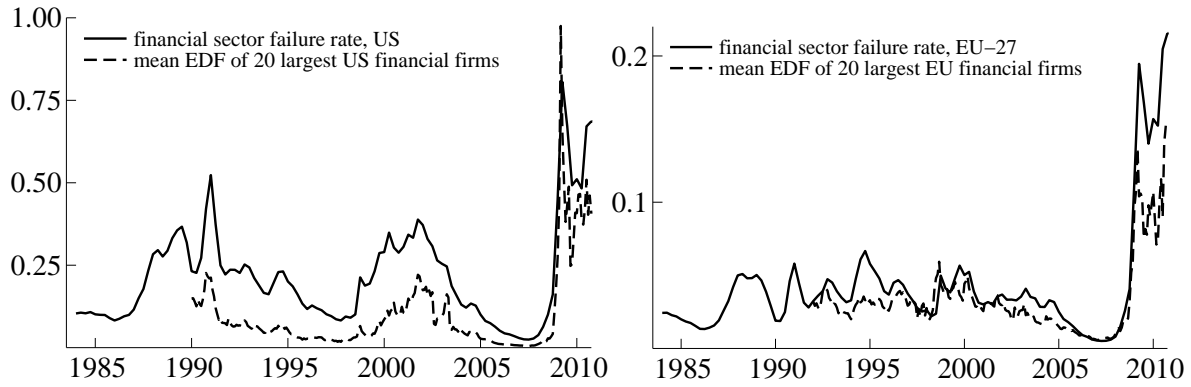 1.00
financial sector failure rate, US
mean EDF of 20 largest US financial firms
0.75
0.50
0.25
1985 1990 1995 2000 2005 2010
financial sector failure rate, EU−27
mean EDF of 20 largest EU financial firms
0.2
0.1
1985 1990 1995 2000 2005 2010